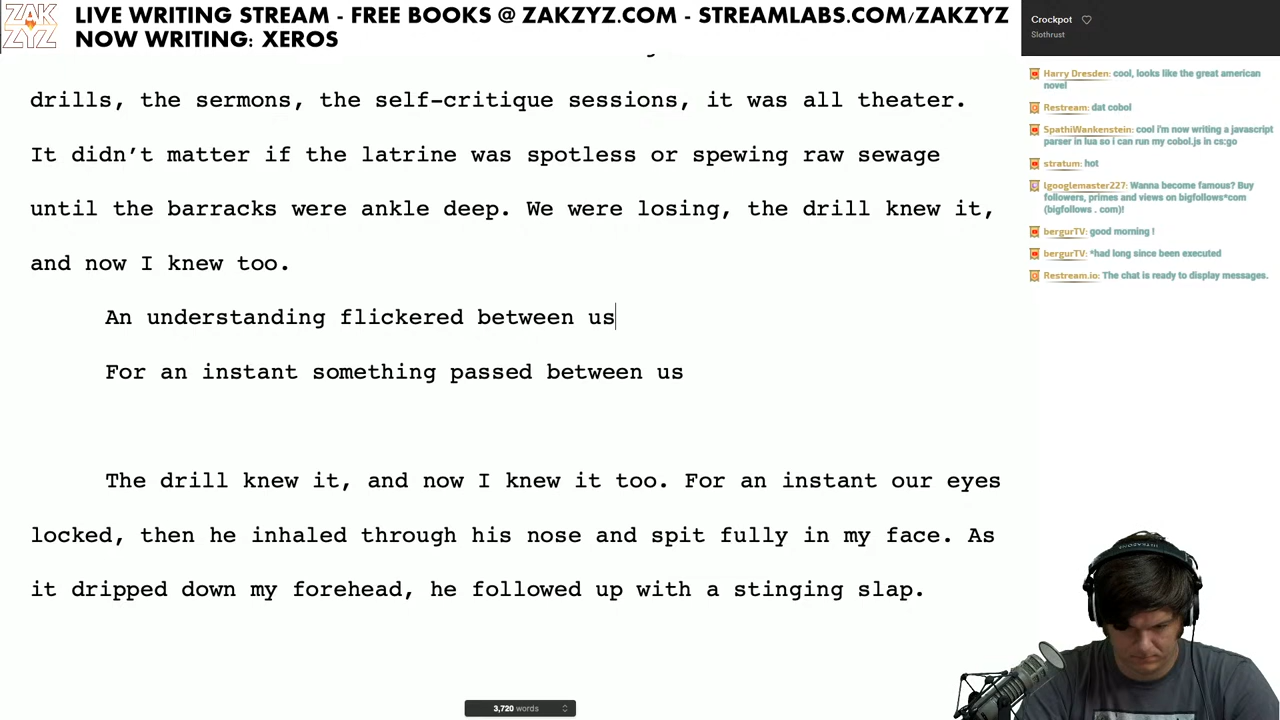 ZAK
ZYZ
LIVE WRITING STREAM - FREE BOOKS @ ZAKZYZ.COM - STREAMLABS.COM/ZAKZYZ
NOW WRITING: XEROS
drills, the sermons, the self-critique sessions, it was all theater.
It didn’t matter if the latrine was spotless or spewing raw sewage
until the barracks were ankle deep. We were losing, the drill knew it,
and now I knew too.
An understanding flickered between us
For an instant something passed between us
The drill knew it, and now I knew it too. For an instant our eyes
locked, then he inhaled through his nose and spit fully in my face. As
it dripped down my forehead, he followed up with a stinging slap.
3,720 words
Crockpot
Slothrust
Harry Dresden: cool, looks like the great american
novel
Restream: dat cobol
SpathiWankenstein: cool i'm now writing a javascript
parser in lua so i can run my cobol.js in cs:go
stratum: hot
lgooglemaster227: Wanna become famous? Buy
followers, primes and views on bigfollows*com
(bigfollows . com)!
bergurTV: good morning !
bergurTV: *had long since been executed
Restream.io: The chat is ready to display messages.